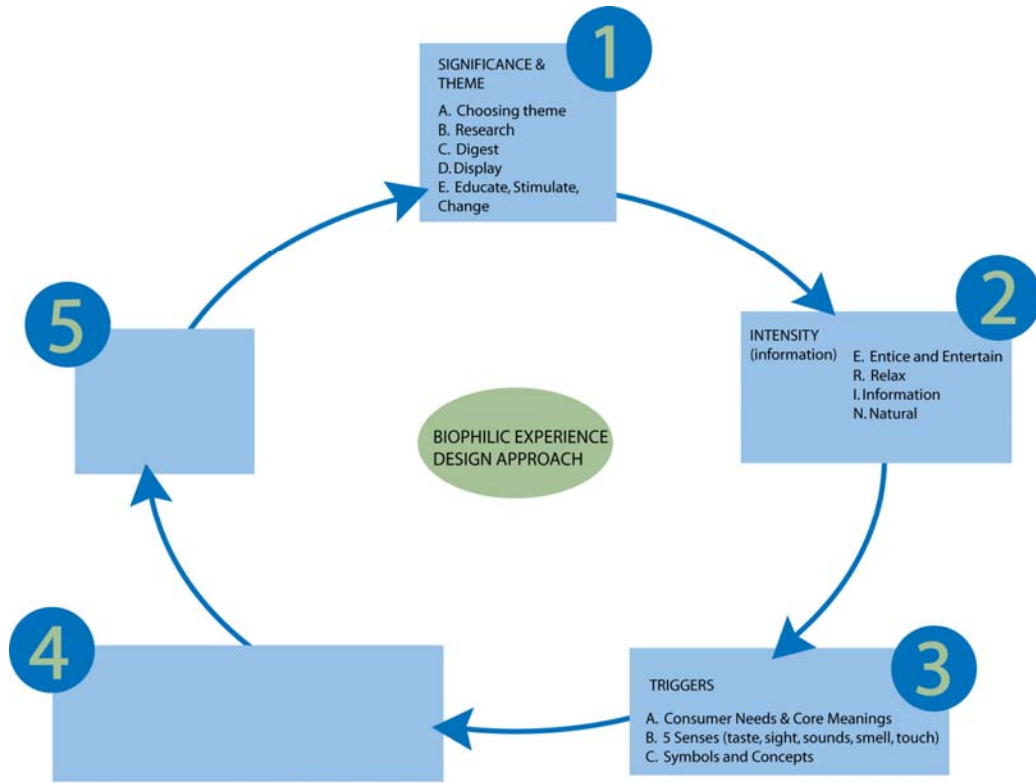 1
SIGNIFICANCE &
THEME
A. Choosing theme
B. Research
C. Digest
D. Display
E. Educate, Stimulate,
Change
2
INTENSITY
(information)
E. Entice and Entertain
R. Relax
I. Information
N. Natural
3
TRIGGERS
A. Consumer Needs & Core Meanings
B. 5 Senses (taste, sight, sounds, smell, touch)
C. Symbols and Concepts
4
5
BIOPHILIC EXPERIENCE
DESIGN APPROACH